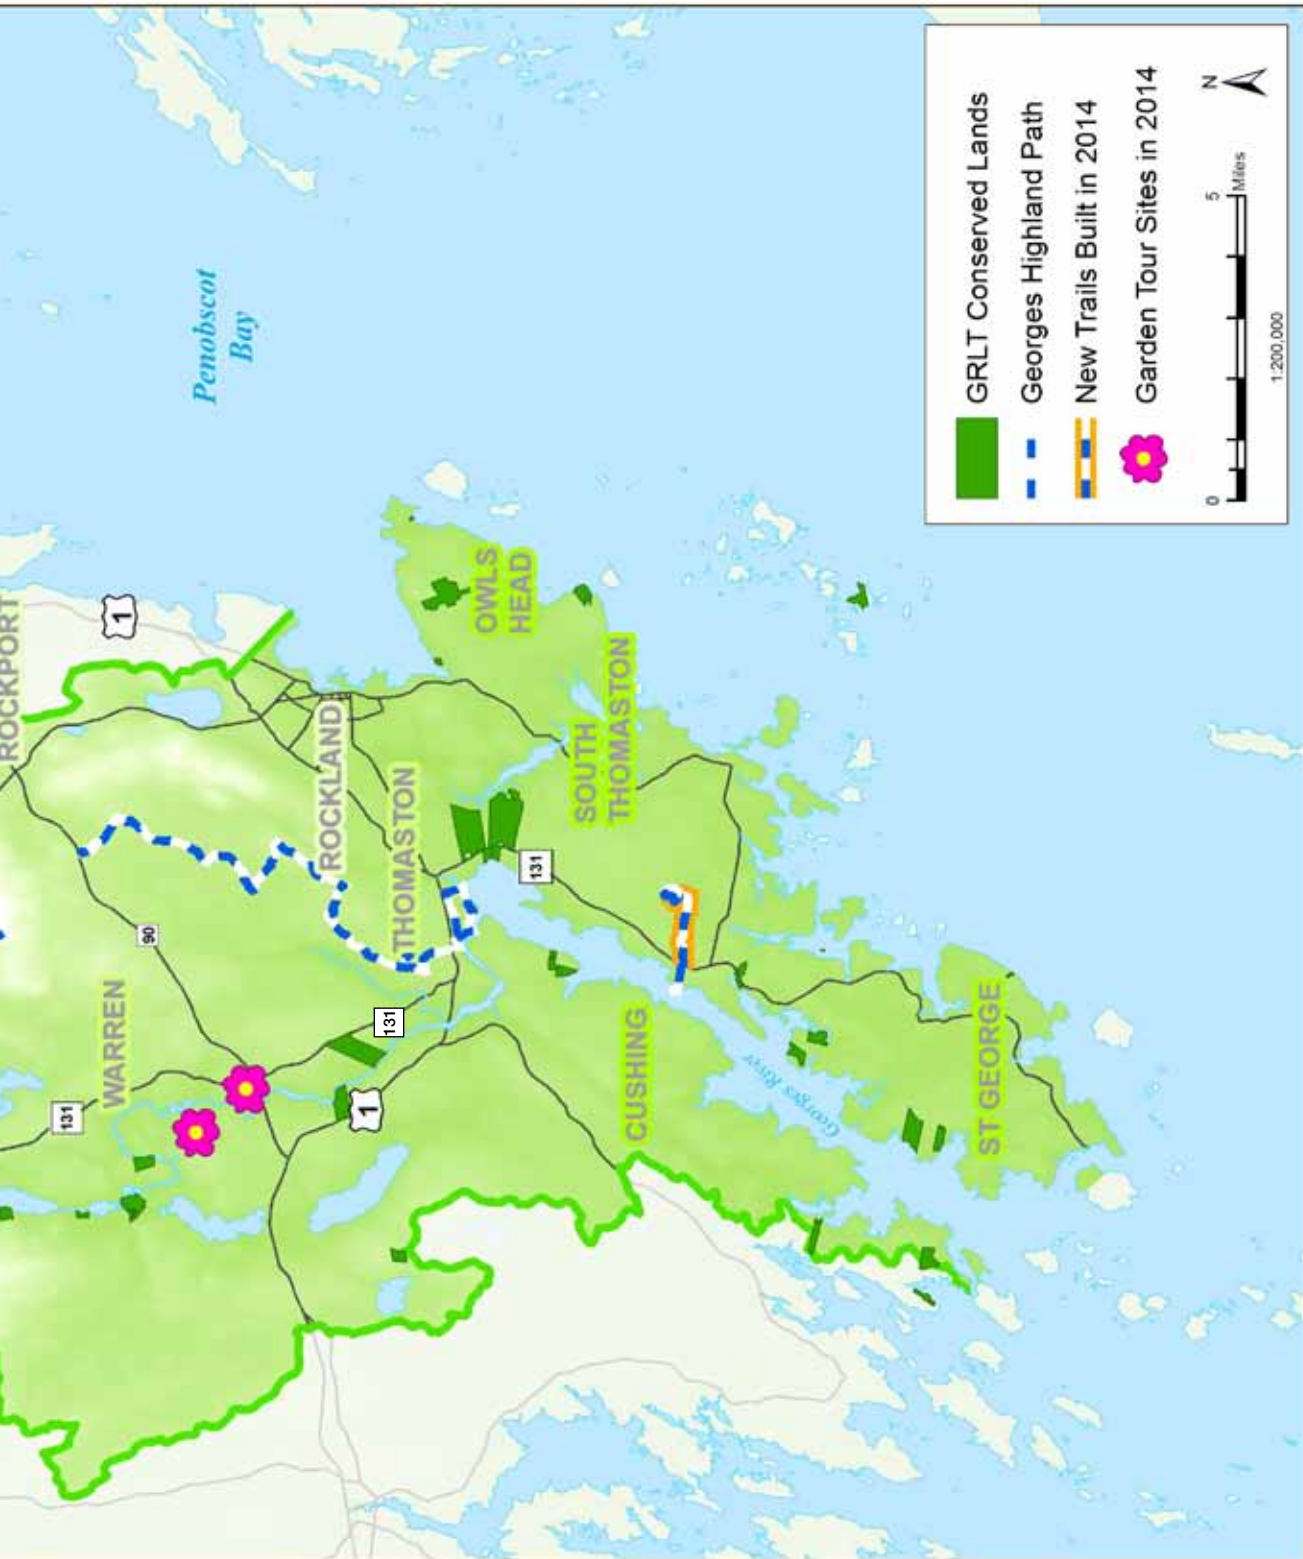 Penobscot
Bay
ROCKPORT
1
OWLS
HEAD
ROCKLAND
SOUTH
THOMASTON
THOMASTON
131
90
WARREN
131
131
1
CUSHING
Georges River
ST GEORGE
GRLT Conserved Lands
Georges Highland Path
New Trails Built in 2014
Garden Tour Sites in 2014
N
0 5
Miles
1:200,000